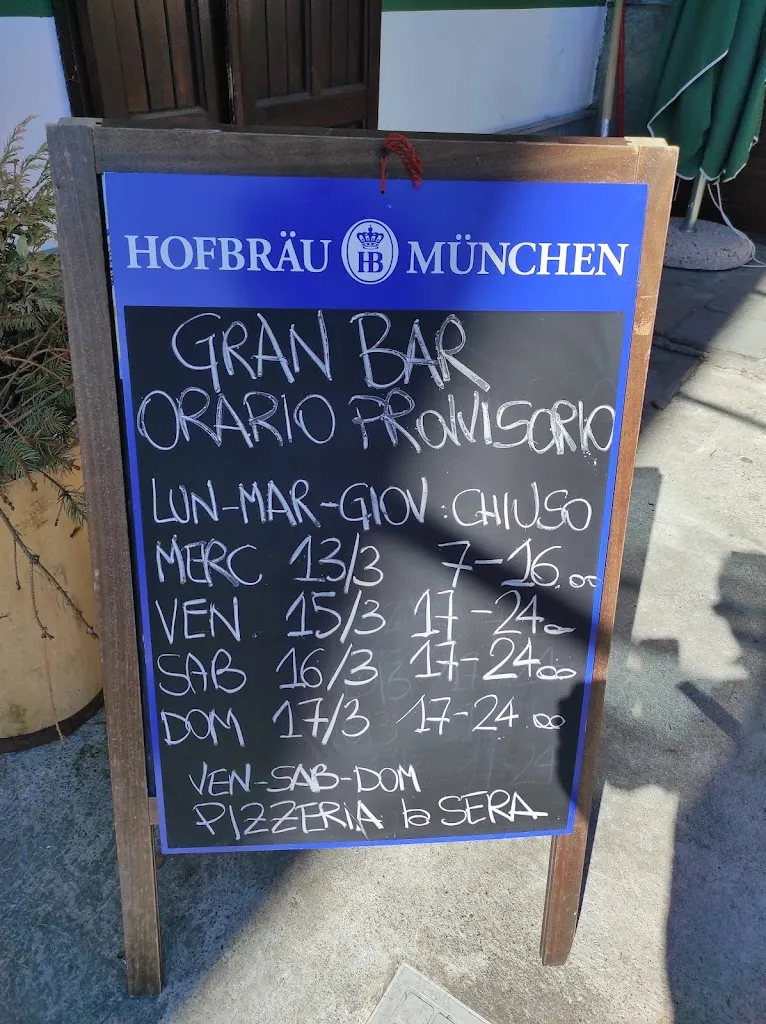 HOFBRÄU HB MÜNCHEN
GRAN BAR
ORARIO PROVVISORIO
LUN-MAR-GIOV: CHIUSO
MERC 13/3 7-16.00
VEN 15/3 17-24.00
SAB 16/3 17-24.00
DOM 17/3 17-24.00
VEN-SAB-DOM
PIZZERIA la SERA